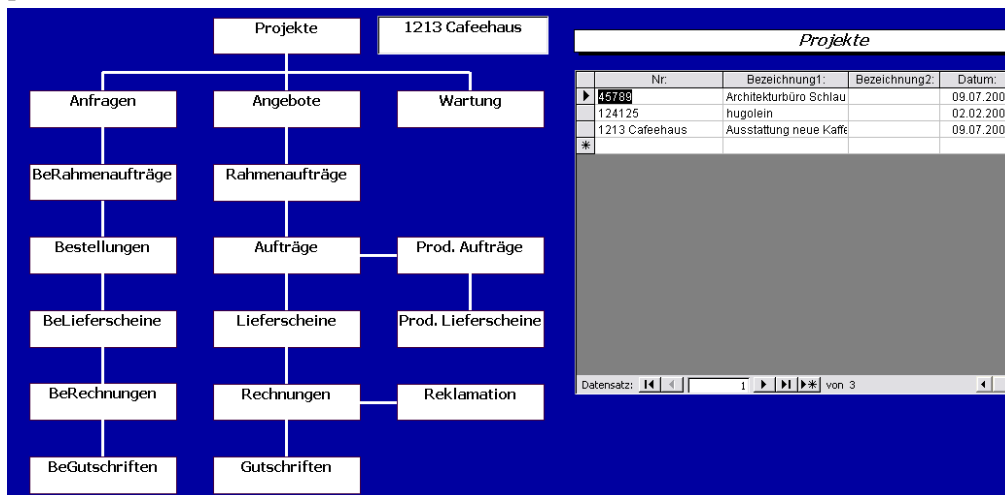 Projekte
1213 Cafeehaus
Anfragen
Angebote
Wartung
BeRahmenaufträge
Rahmenaufträge
Bestellungen
Aufträge
Prod. Aufträge
BeLieferscheine
Lieferscheine
Prod. Lieferscheine
BeRechnungen
Rechnungen
Reklamation
BeGutschriften
Gutschriften
Projekte
Nr: Bezeichnung1: Bezeichnung2: Datum:
45789 Architekturbüro Schlau 09.07.200
124125 hugolein 02.02.200
1213 Cafeehaus Ausstattung neue Kaffe 09.07.200
Datensatz: 1 von 3